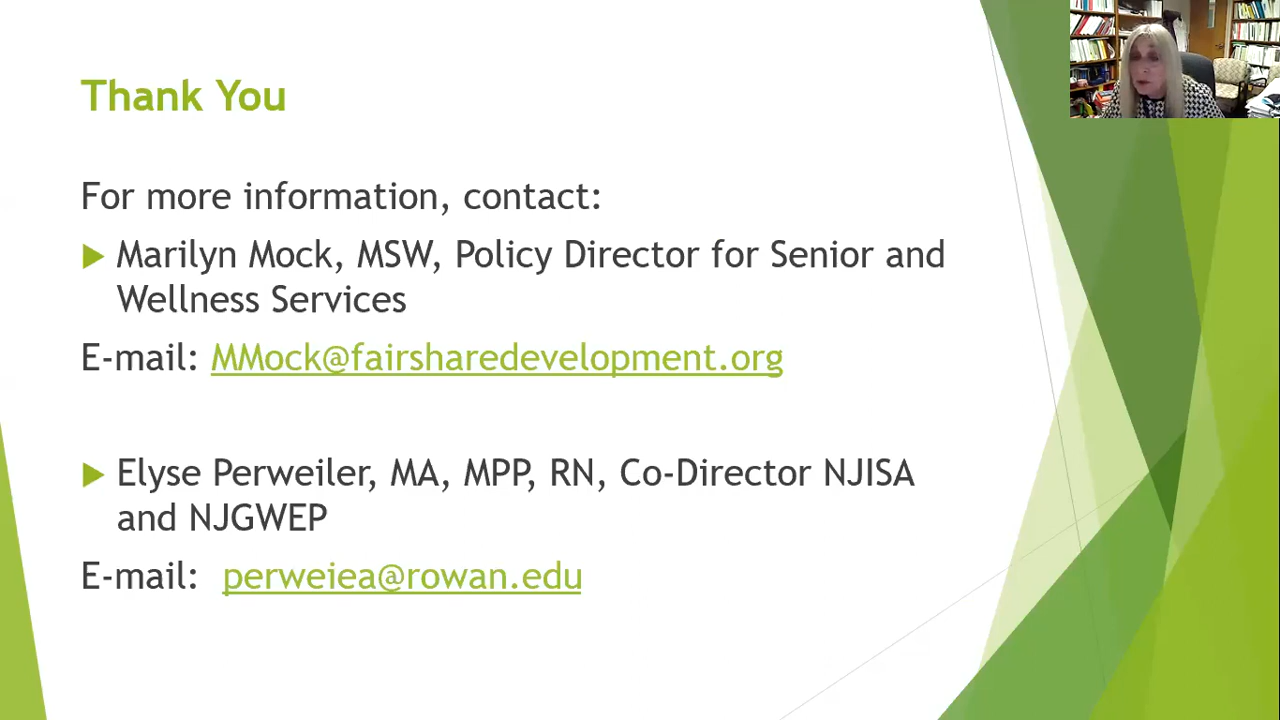 Thank You
For more information, contact:
Marilyn Mock, MSW, Policy Director for Senior and
Wellness Services
E-mail: MMock@fairsharedevelopment.org
Elyse Perweiler, MA, MPP, RN, Co-Director NJISA
and NJGWEP
E-mail: perweiea@rowan.edu